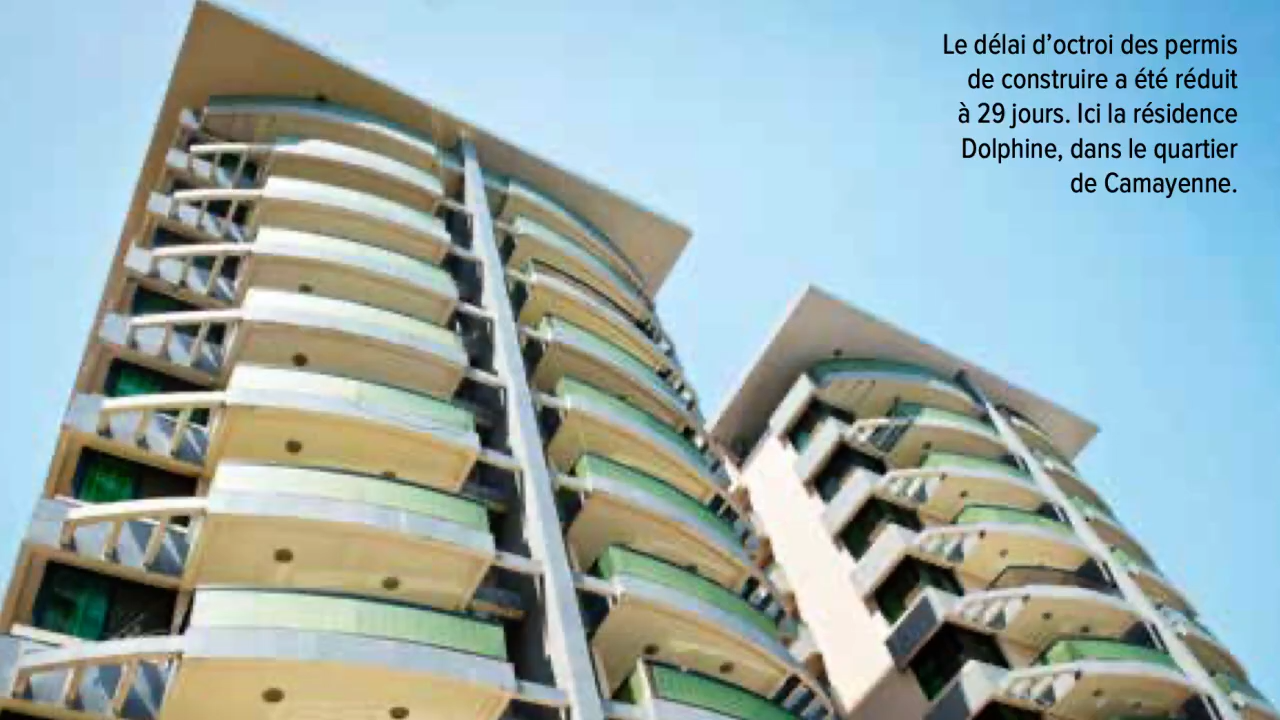 Le délai d’octroi des permis
de construire a été réduit
à 29 jours. Ici la résidence
Dolphine, dans le quartier
de Camayenne.